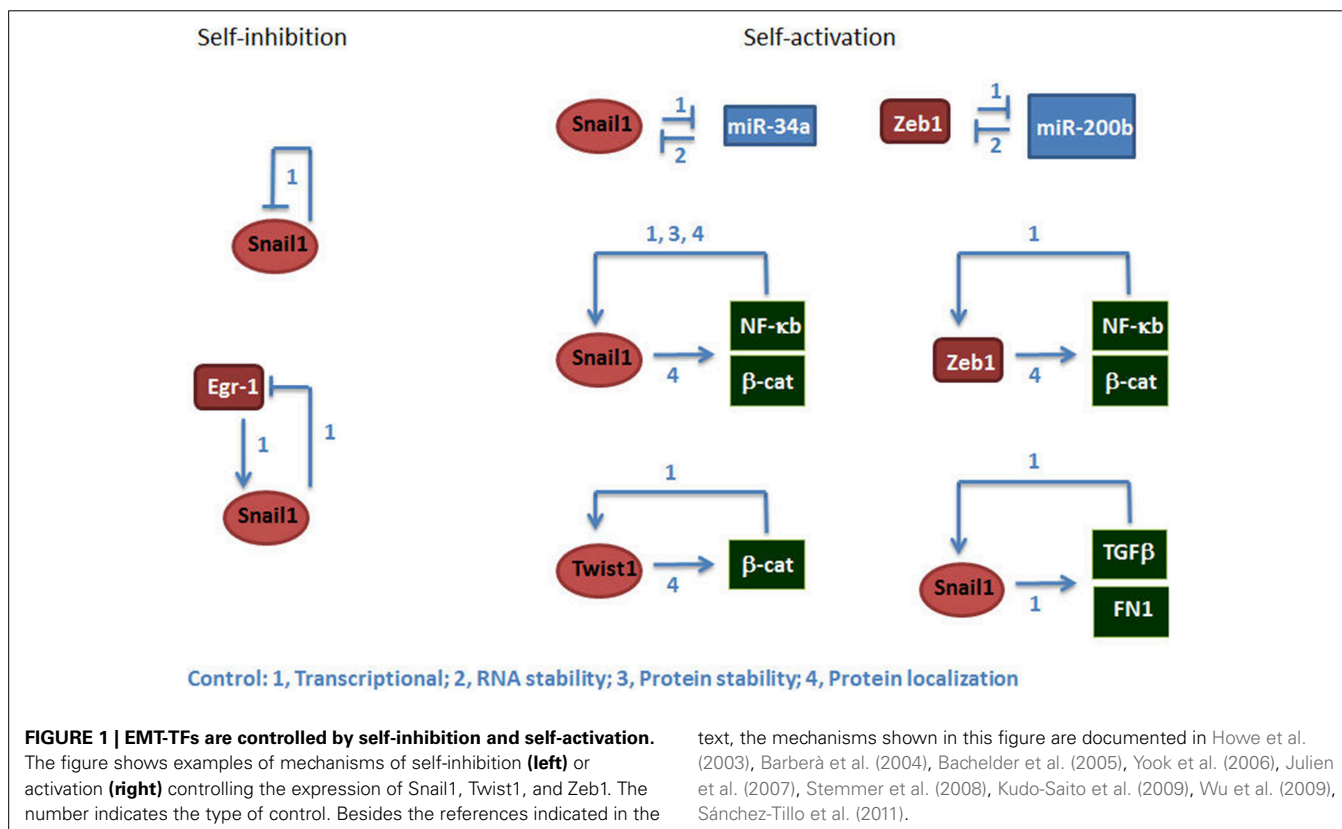 Self-inhibition
Self-activation
1
Snail1
Egr-1
1
1
Snail1
Snail1
1
2
miR-34a
Zeb1
1
2
miR-200b
1, 3, 4
Snail1
4
NF-κb
β-cat
1
Zeb1
4
NF-κb
β-cat
1
Twist1
4
β-cat
1
Snail1
1
TGFβ
FN1
Control: 1, Transcriptional; 2, RNA stability; 3, Protein stability; 4, Protein localization
FIGURE 1 | EMT-TFs are controlled by self-inhibition and self-activation.
The figure shows examples of mechanisms of self-inhibition (left) or
activation (right) controlling the expression of Snail1, Twist1, and Zeb1. The
number indicates the type of control. Besides the references indicated in the
text, the mechanisms shown in this figure are documented in Howe et al.
(2003), Barberà et al. (2004), Bachelder et al. (2005), Yook et al. (2006), Julien
et al. (2007), Stemmer et al. (2008), Kudo-Saito et al. (2009), Wu et al. (2009),
Sánchez-Tillo et al. (2011).